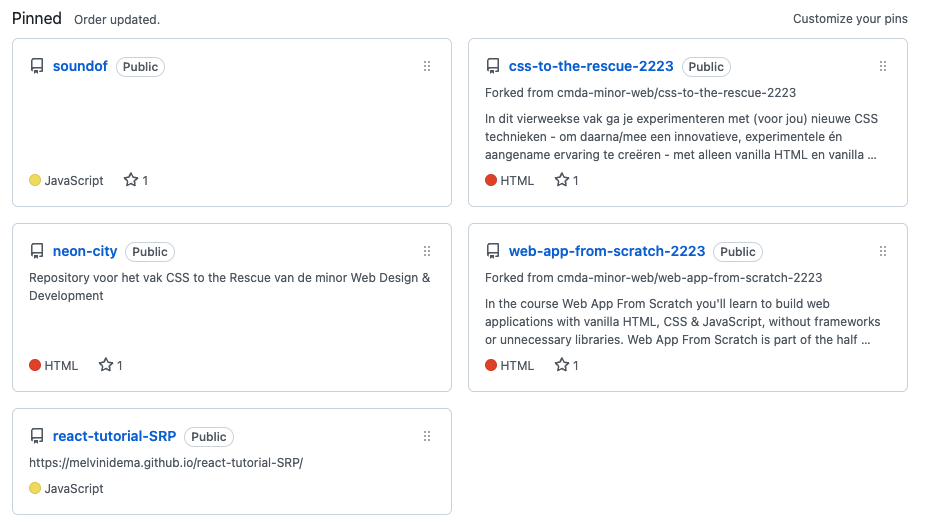 Pinned Order updated.
Customize your pins
soundof Public
JavaScript 1
css-to-the-rescue-2223 Public
Forked from cmda-minor-web/css-to-the-rescue-2223
In dit vierweekse vak ga je experimenteren met (voor jou) nieuwe CSS
technieken - om daarna/mee een innovatieve, experimentele én
aangename ervaring te creëren - met alleen vanilla HTML en vanilla ...
HTML 1
neon-city Public
Repository voor het vak CSS to the Rescue van de minor Web Design &
Development
HTML 1
web-app-from-scratch-2223 Public
Forked from cmda-minor-web/web-app-from-scratch-2223
In the course Web App From Scratch you'll learn to build web
applications with vanilla HTML, CSS & JavaScript, without frameworks
or unnecessary libraries. Web App From Scratch is part of the half ...
HTML 1
react-tutorial-SRP Public
https://melvinidema.github.io/react-tutorial-SRP/
JavaScript